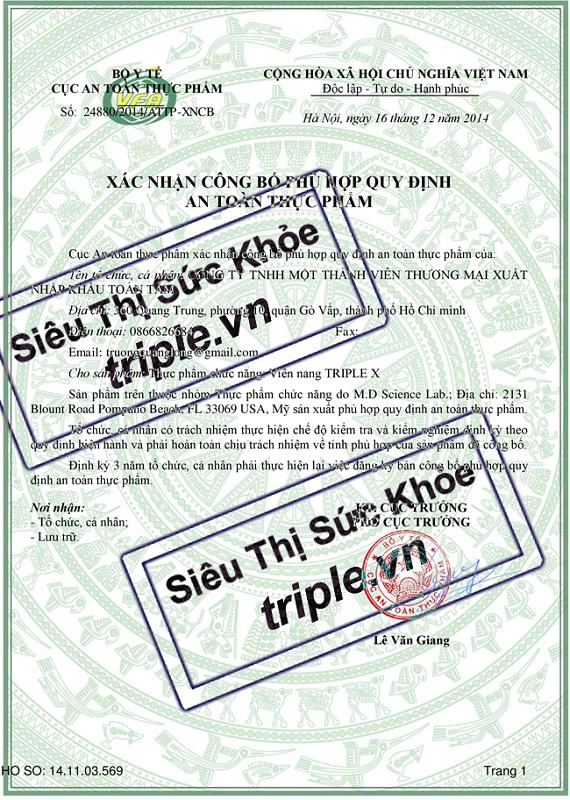 BỘ Y TẾ
CỤC AN TOÀN THỰC PHẨM
VFA
Số: 24880/2014/ATTP-XNCB
CỘNG HÒA XÃ HỘI CHỦ NGHĨA VIỆT NAM
Độc lập - Tự do - Hạnh phúc
Hà Nội, ngày 16 tháng 12 năm 2014
XÁC NHẬN CÔNG BỐ PHÙ HỢP QUY ĐỊNH
AN TOÀN THỰC PHẨM
Cục An toàn thực phẩm xác nhận công bố phù hợp quy định an toàn thực phẩm của:
Tên tổ chức, cá nhân: CÔNG TY TNHH MỘT THÀNH VIÊN THƯƠNG MẠI XUẤT
NHẬP KHẨU TOÀN TÂM
Địa chỉ: 360 Quang Trung, phường 10, quận Gò Vấp, thành phố Hồ Chí minh
Điện thoại: 0866826684 Fax:
Email: @gmail.com
Cho sản phẩm: Thực phẩm chức năng: Viên nang TRIPLE X
Sản phẩm trên thuộc nhóm Thực phẩm chức năng do M.D Science Lab.; Địa chỉ: 2131
Blount Road Pompano Beach, FL 33069 USA, Mỹ sản xuất phù hợp quy định an toàn thực phẩm.
Tổ chức, cá nhân có trách nhiệm thực hiện chế độ kiểm tra và kiểm nghiệm định kỳ theo
quy định hiện hành và phải hoàn toàn chịu trách nhiệm về tính phù hợp của sản phẩm đã công bố.
Định kỳ 3 năm tổ chức, cá nhân phải thực hiện lại việc đăng ký bản công bố phù hợp quy
định an toàn thực phẩm.
Nơi nhận:
- Tổ chức, cá nhân;
- Lưu trữ.
KT. CỤC TRƯỞNG
PHÓ CỤC TRƯỞNG
BỘ Y TẾ
CỤC AN TOÀN THỰC PHẨM
Lê Văn Giang
Siêu Thị Sức Khỏe
triple.vn
Siêu Thị Sức Khỏe
triple.vn
HO SO: 14.11.03.569
Trang 1